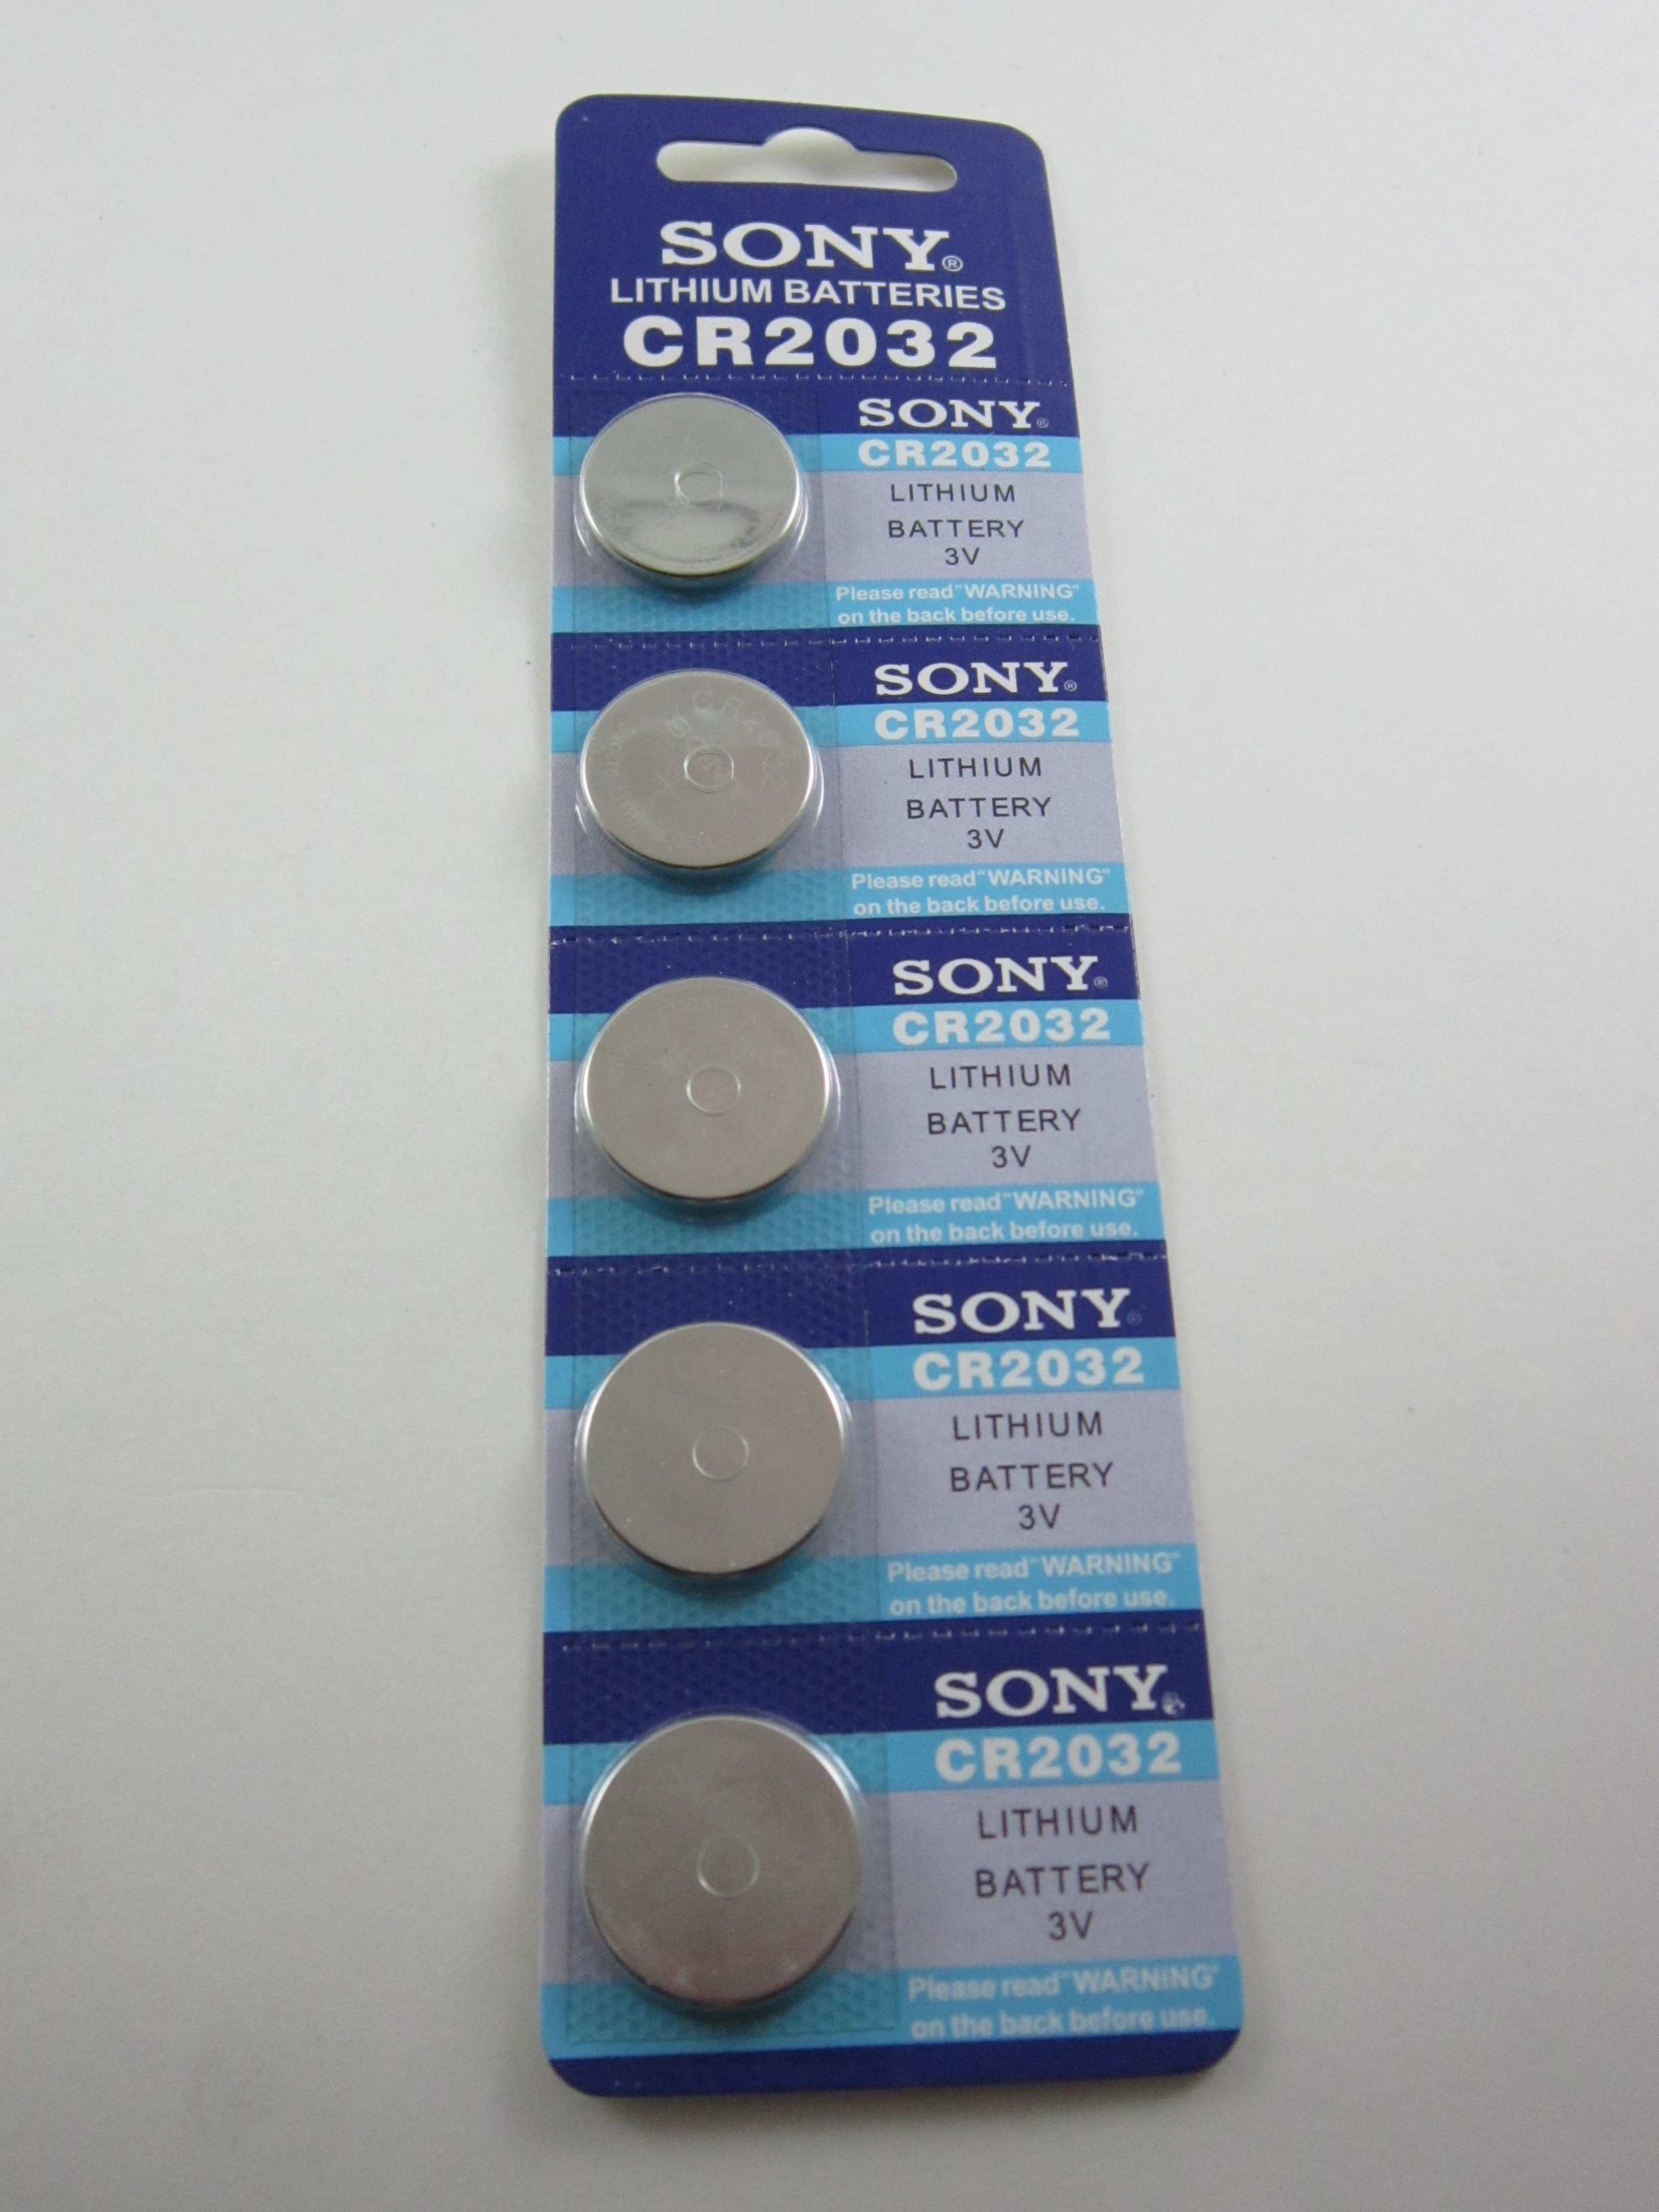 SONY®
LITHIUM BATTERIES
CR2032
SONY®
CR2032
LITHIUM
BATTERY
3V
Please read"WARNING"
on the back before use.
CR2032
SONY®
CR2032
LITHIUM
BATTERY
3V
Please read"WARNING"
on the back before use.
SONY®
CR2032
LITHIUM
BATTERY
3V
Please read"WARNING"
on the back before use.
SONY®
CR2032
LITHIUM
BATTERY
3V
Please read"WARNING"
on the back before use.
SONY®
CR2032
LITHIUM
BATTERY
3V
Please read"WARNING"
on the back before use.